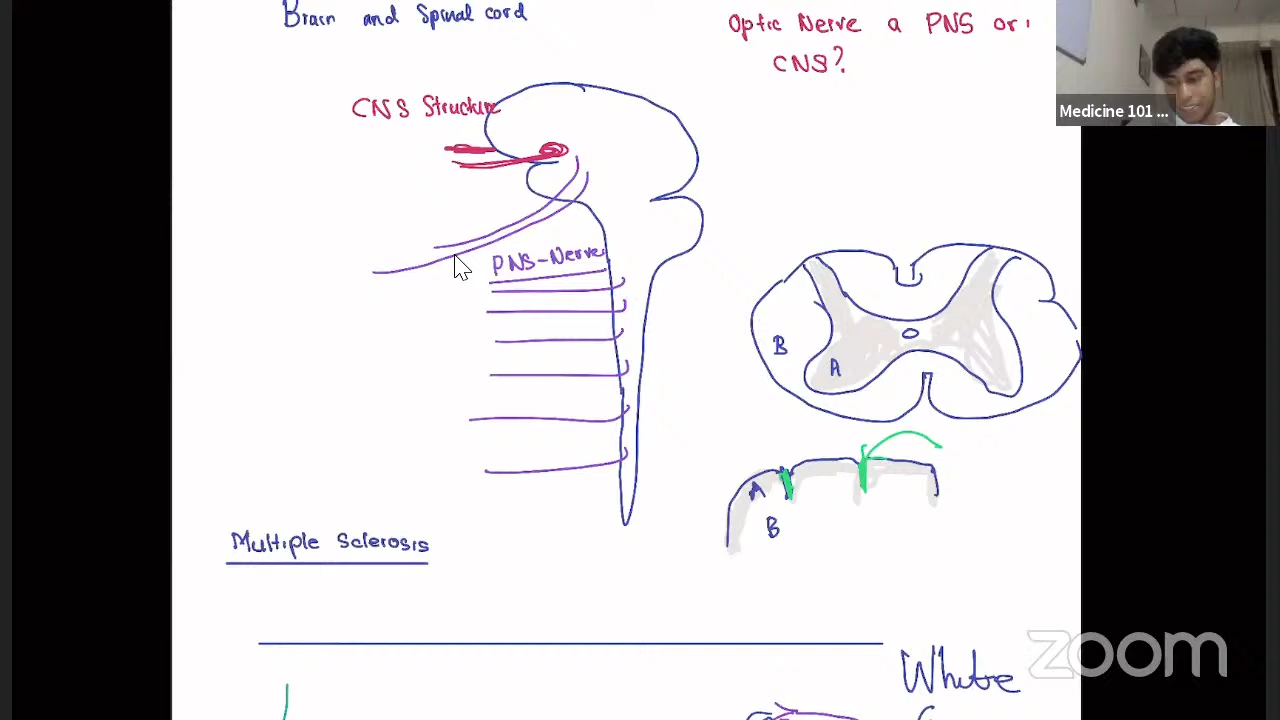 Brain and Spinal cord
Optic Nerve a PNS or
CNS?
Medicine 101 ...
CNS Structure
PNS-Nerve
B
A
A
B
Multiple Sclerosis
White
zoom